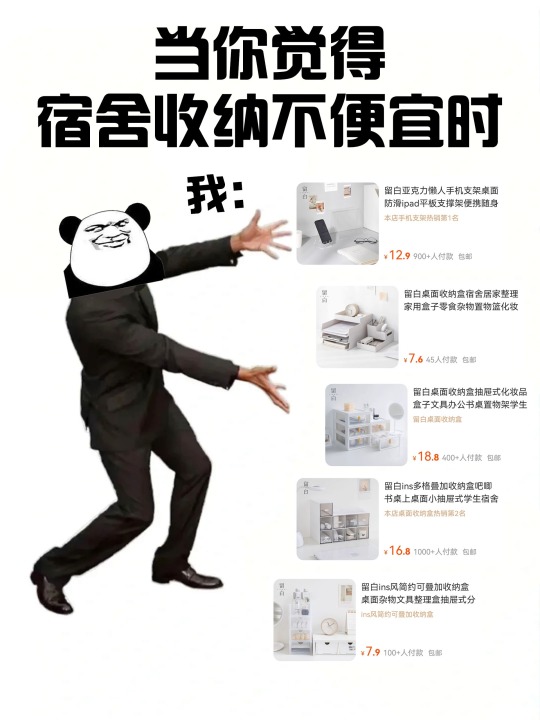 当你觉得
宿舍收纳不便宜时
我：
留白
留白亚克力懒人手机支架桌面
防滑ipad平板支撑架便携随身
本店手机支架热销第1名
¥12.9 900+人付款 包邮
留白
留白桌面收纳盒宿舍居家整理
家用盒子零食杂物置物篮化妆
¥7.6 45人付款 包邮
留白
留白桌面收纳盒抽屉式化妆品
盒子文具办公书桌置物架学生
留白桌面收纳盒
¥18.8 400+人付款 包邮
留白
留白ins多格叠加收纳盒吧唧
书桌上桌面小抽屉式学生宿舍
本店桌面收纳盒热销第2名
¥16.8 1000+人付款 包邮
留白
留白ins风简约可叠加收纳盒
桌面杂物文具整理盒抽屉式分
ins风简约可叠加收纳盒
¥7.9 100+人付款 包邮